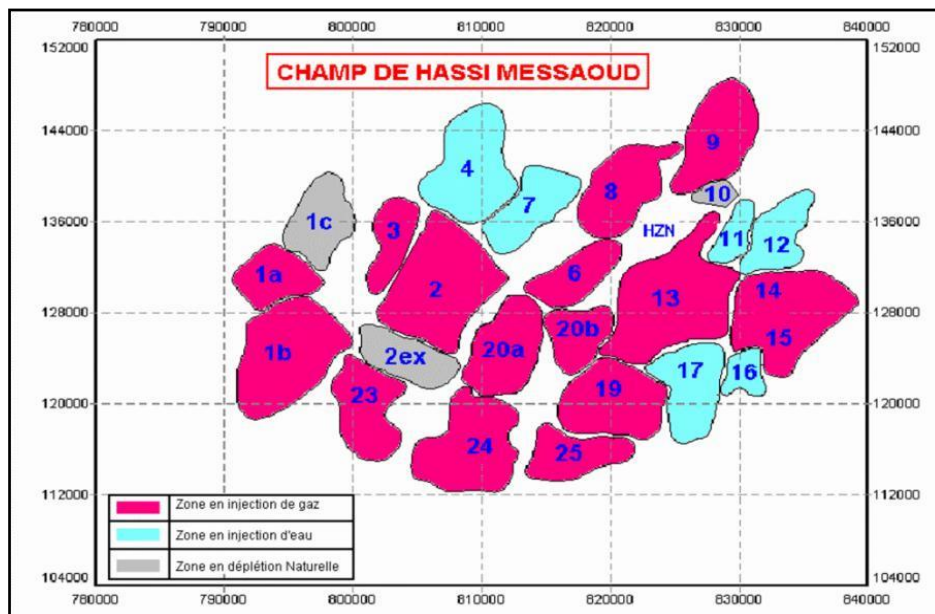 780000 790000 800000 810000 820000 830000 840000
152000 152000
CHAMP DE HASSI MESSAOUD
144000 144000
9
4
8
10
7
136000 136000
1c
3
HZN
11
12
1a
6
2
13
14
128000 128000
20b
15
1b
20a
2ex
17
16
23
19
120000 120000
24
25
112000 112000
Zone en injection de gaz
Zone en injection d'eau
Zone en déplétion Naturelle
104000 104000
780000 790000 800000 810000 820000 830000 840000